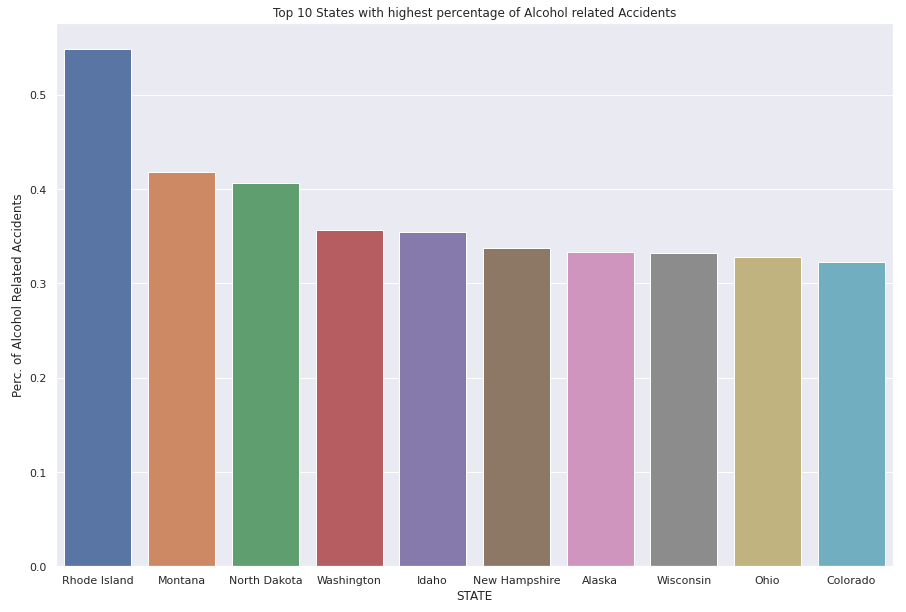 Top 10 States with highest percentage of Alcohol related Accidents
Perc. of Alcohol Related Accidents
0.5
0.4
0.3
0.2
0.1
0.0
Rhode Island Montana North Dakota Washington Idaho New Hampshire Alaska Wisconsin Ohio Colorado
STATE